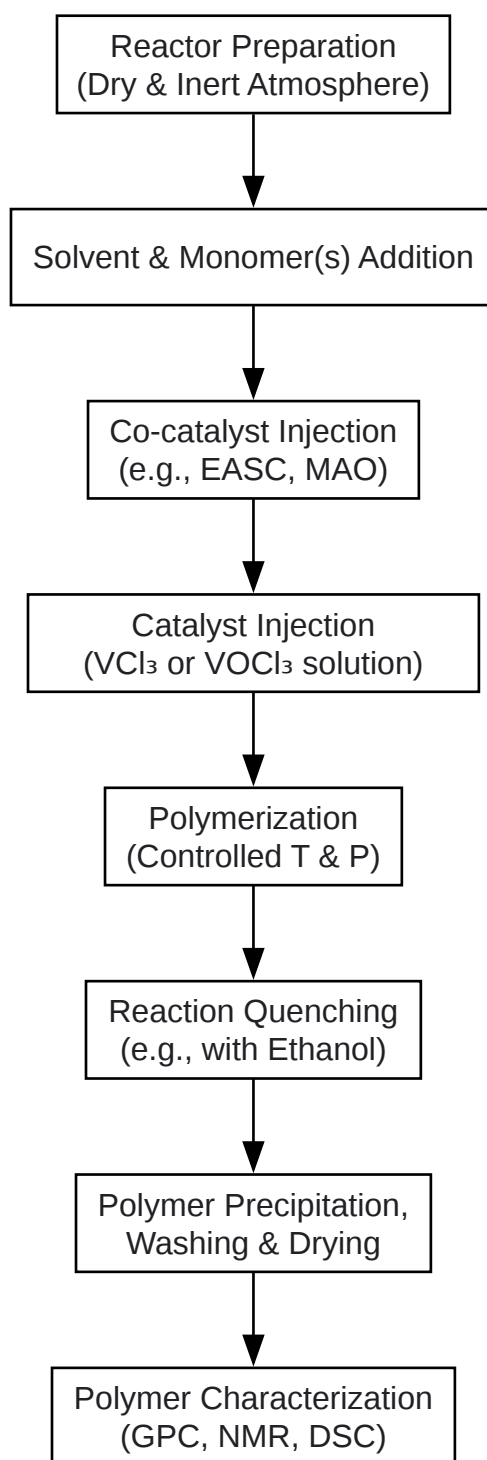 Reactor Preparation
(Dry & Inert Atmosphere)
Solvent & Monomer(s) Addition
Co-catalyst Injection
(e.g., EASC, MAO)
Catalyst Injection
(VCl₃ or VOCl₃ solution)
Polymerization
(Controlled T & P)
Reaction Quenching
(e.g., with Ethanol)
Polymer Precipitation,
Washing & Drying
Polymer Characterization
(GPC, NMR, DSC)